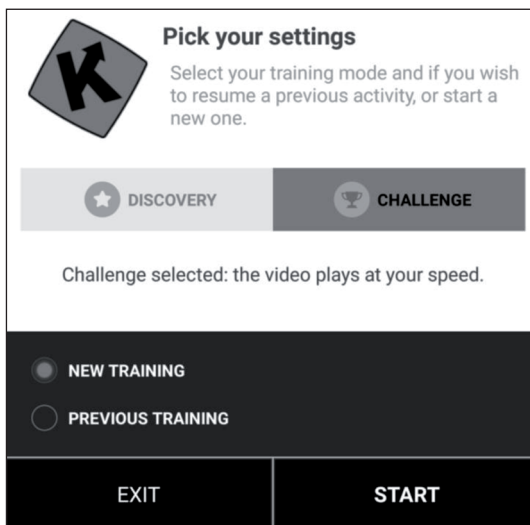 Pick your settings
Select your training mode and if you wish
to resume a previous activity, or start a
new one.
DISCOVERY
CHALLENGE
Challenge selected: the video plays at your speed.
NEW TRAINING
PREVIOUS TRAINING
EXIT
START